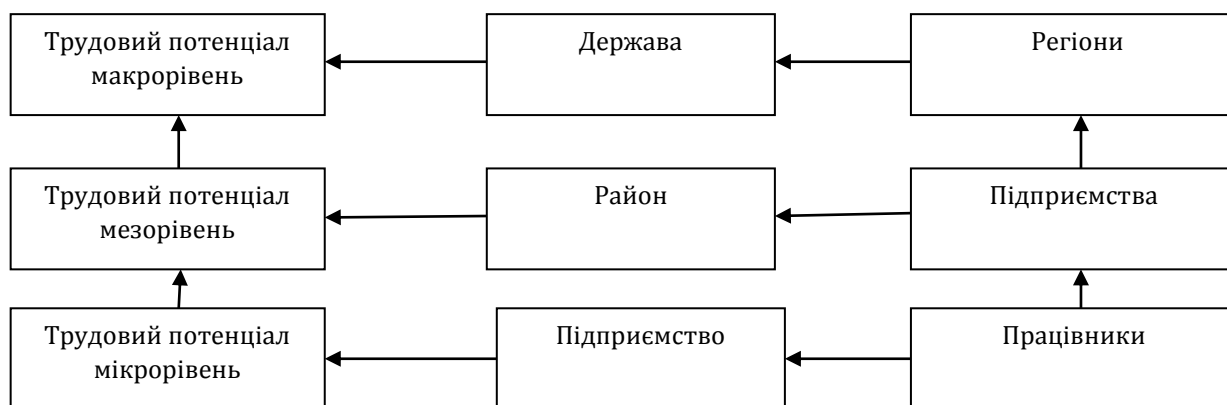 Трудовий потенціал
макрорівень
Держава
Регіони
Трудовий потенціал
мезорівень
Район
Підприємства
Трудовий потенціал
мікрорівень
Підприємство
Працівники